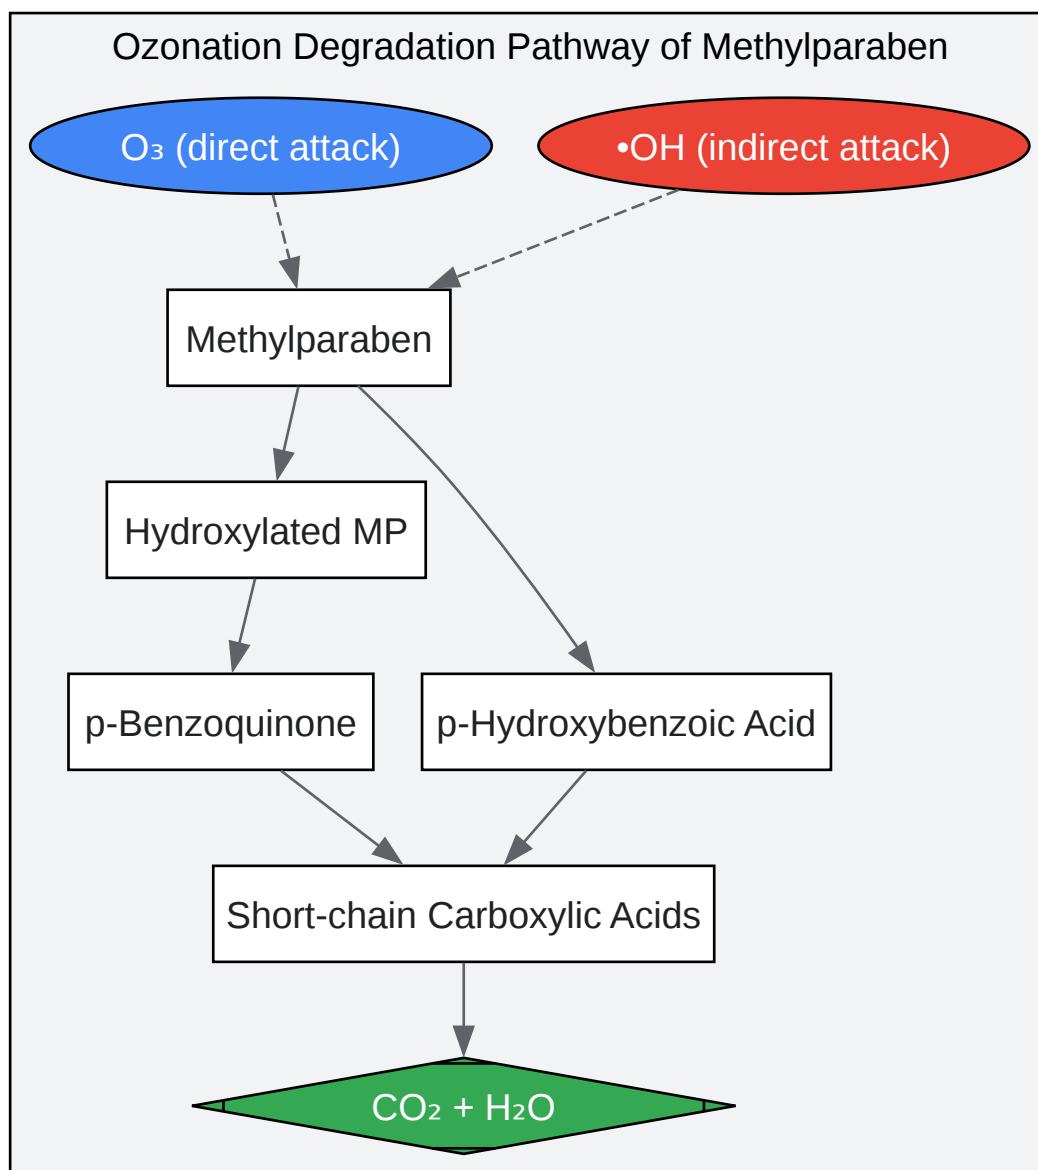 Ozonation Degradation Pathway of Methylparaben
O₃ (direct attack)
•OH (indirect attack)
Methylparaben
Hydroxylated MP
p-Benzoquinone
p-Hydroxybenzoic Acid
Short-chain Carboxylic Acids
CO₂ + H₂O